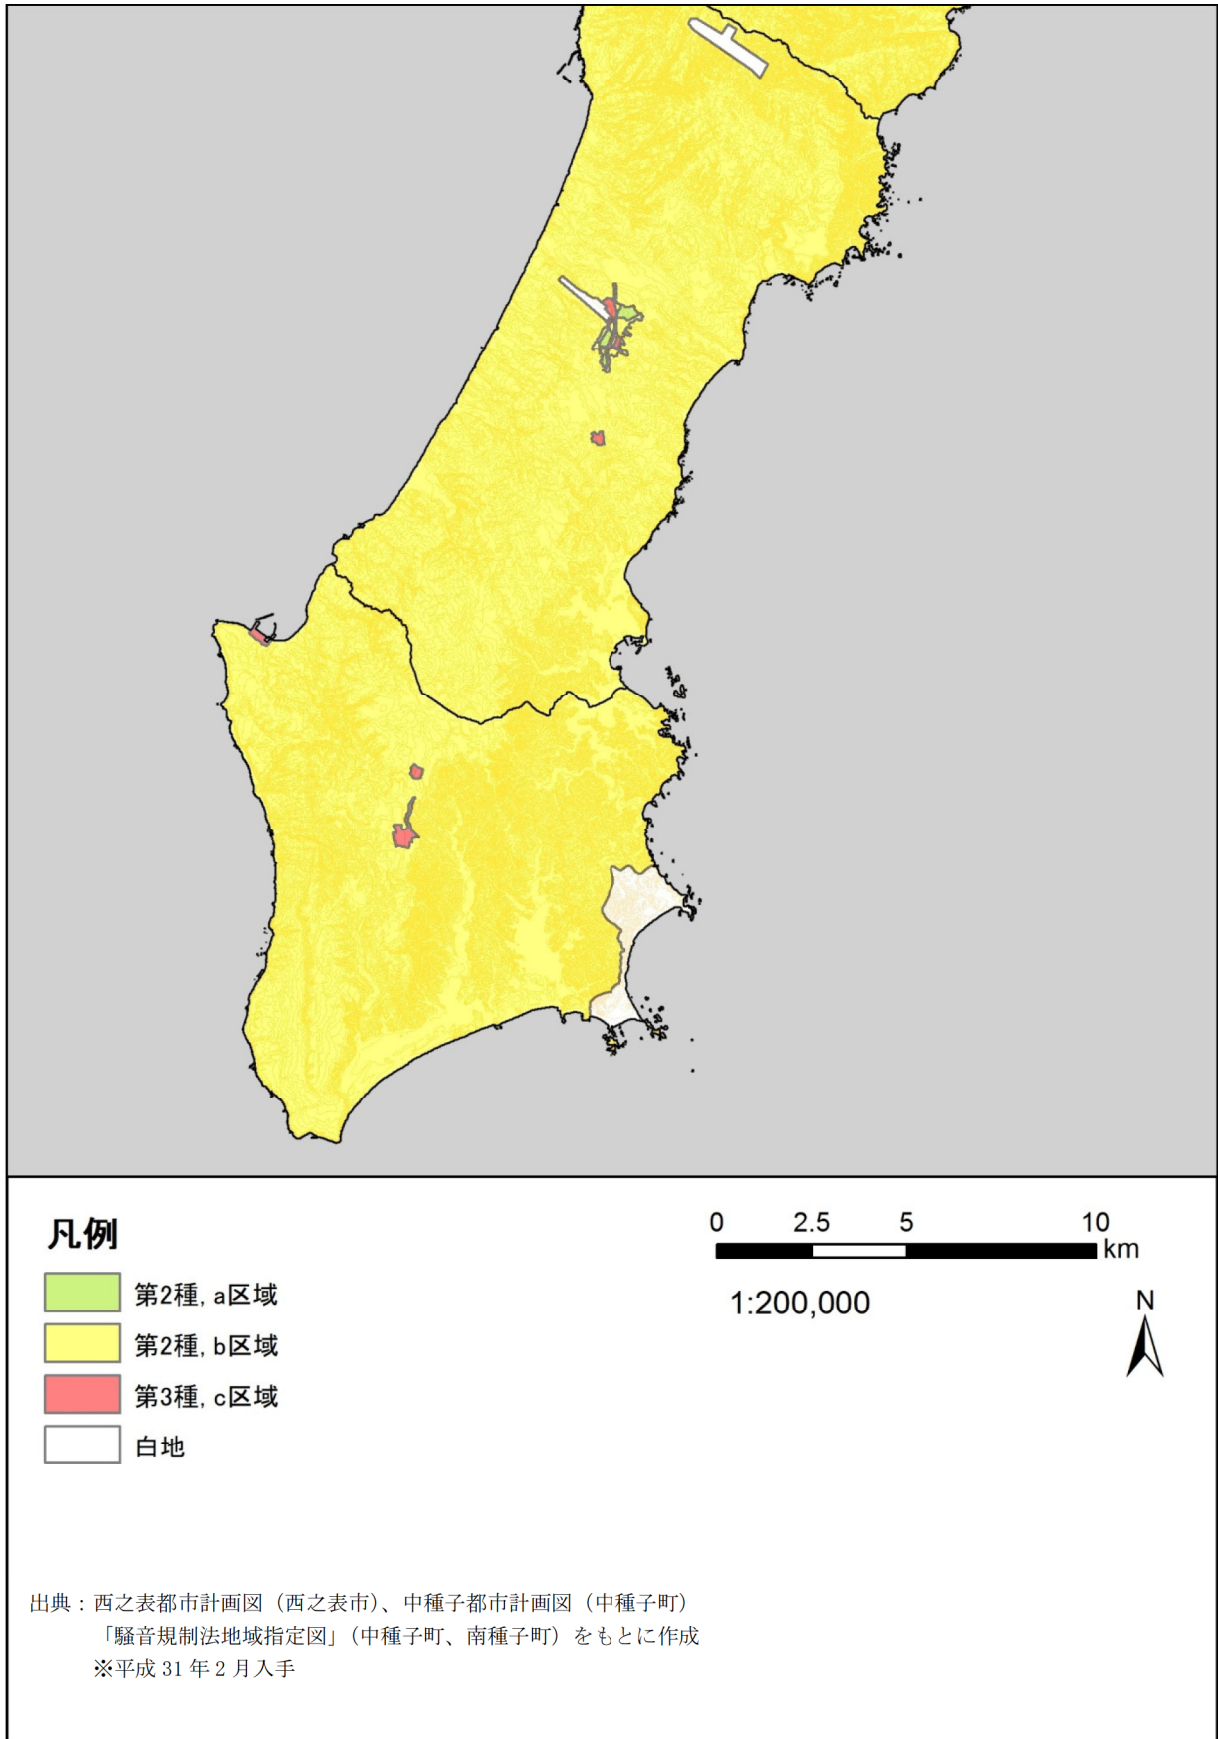 凡例
第2種, a区域
第2種, b区域
第3種, c区域
白地
0 2.5 5 10
km
1:200,000
N
出典：西之表都市計画図（西之表市）、中種子都市計画図（中種子町）
「騒音規制法地域指定図」（中種子町、南種子町）をもとに作成
※平成 31 年 2 月入手